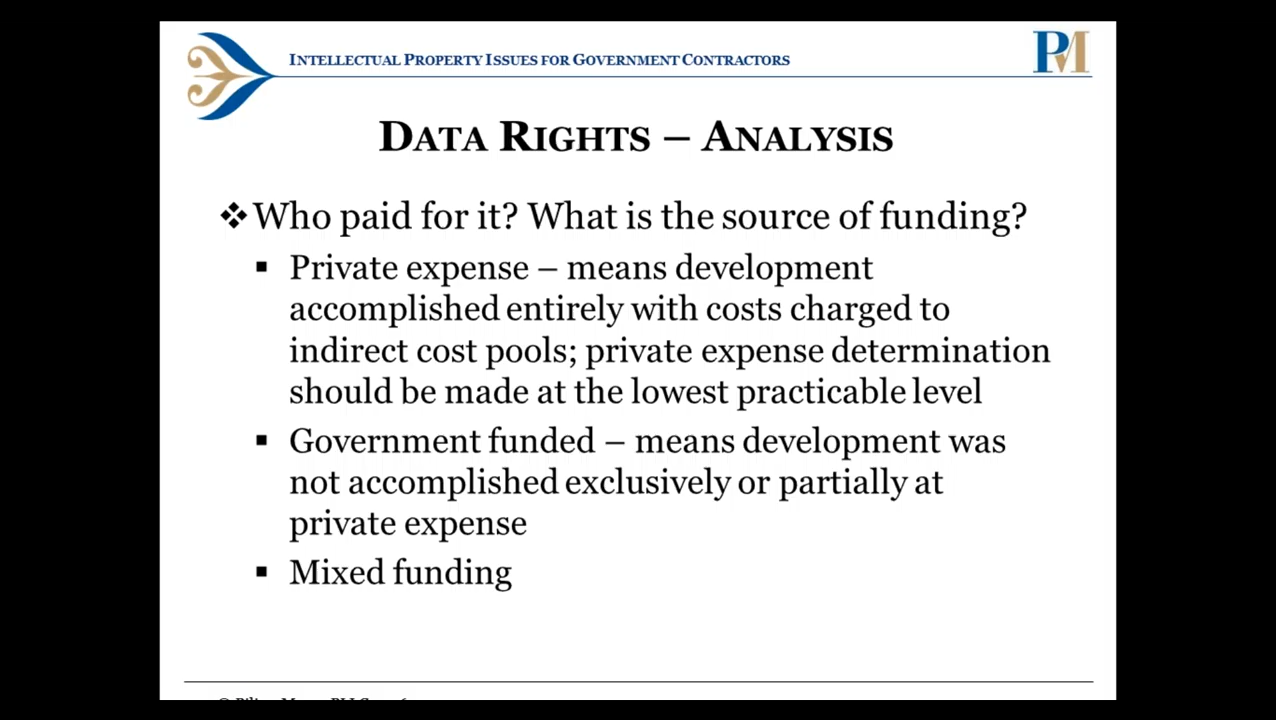 INTELLECTUAL PROPERTY ISSUES FOR GOVERNMENT CONTRACTORS
PM
DATA RIGHTS – ANALYSIS
❖ Who paid for it? What is the source of funding?
▪ Private expense – means development
accomplished entirely with costs charged to
indirect cost pools; private expense determination
should be made at the lowest practicable level
▪ Government funded – means development was
not accomplished exclusively or partially at
private expense
▪ Mixed funding